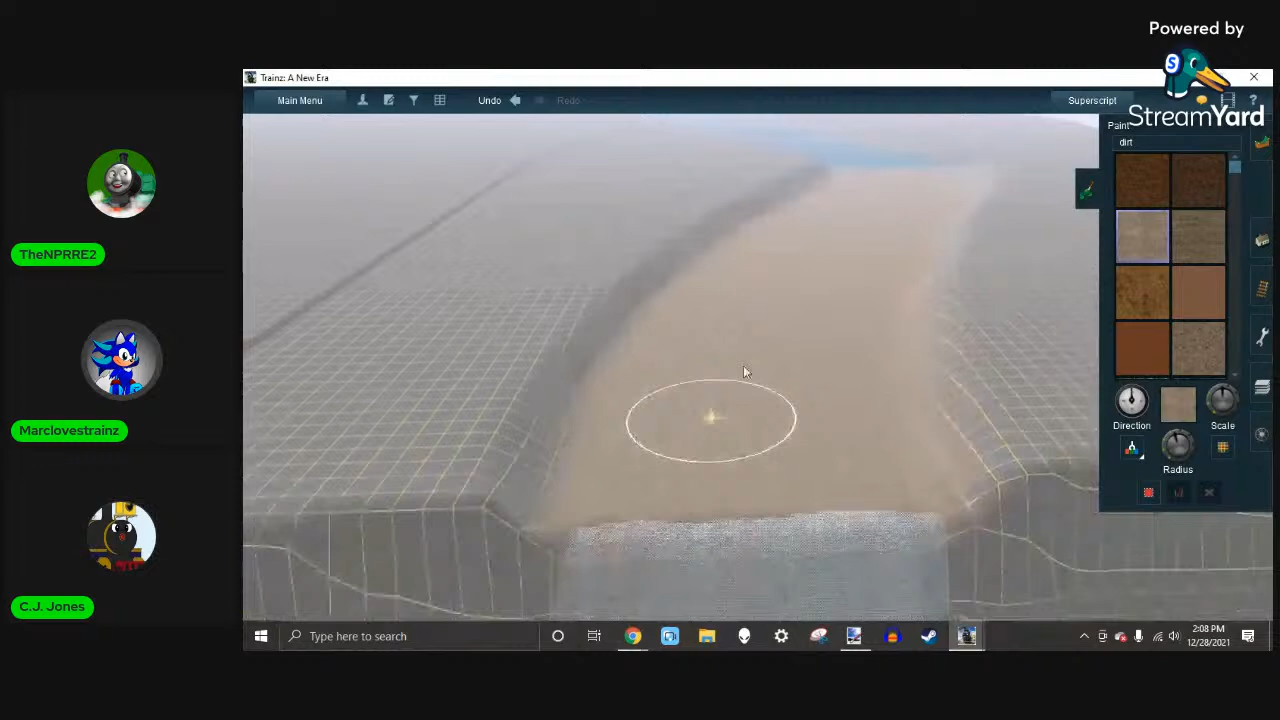 Powered by
StreamYard
Trainz: A New Era
Main Menu
Undo
Redo
Superscript
?
Paint
dirt
TheNPRRE2
Marclovestrainz
C.J. Jones
Direction
Scale
Radius
Type here to search
2:08 PM
12/28/2021